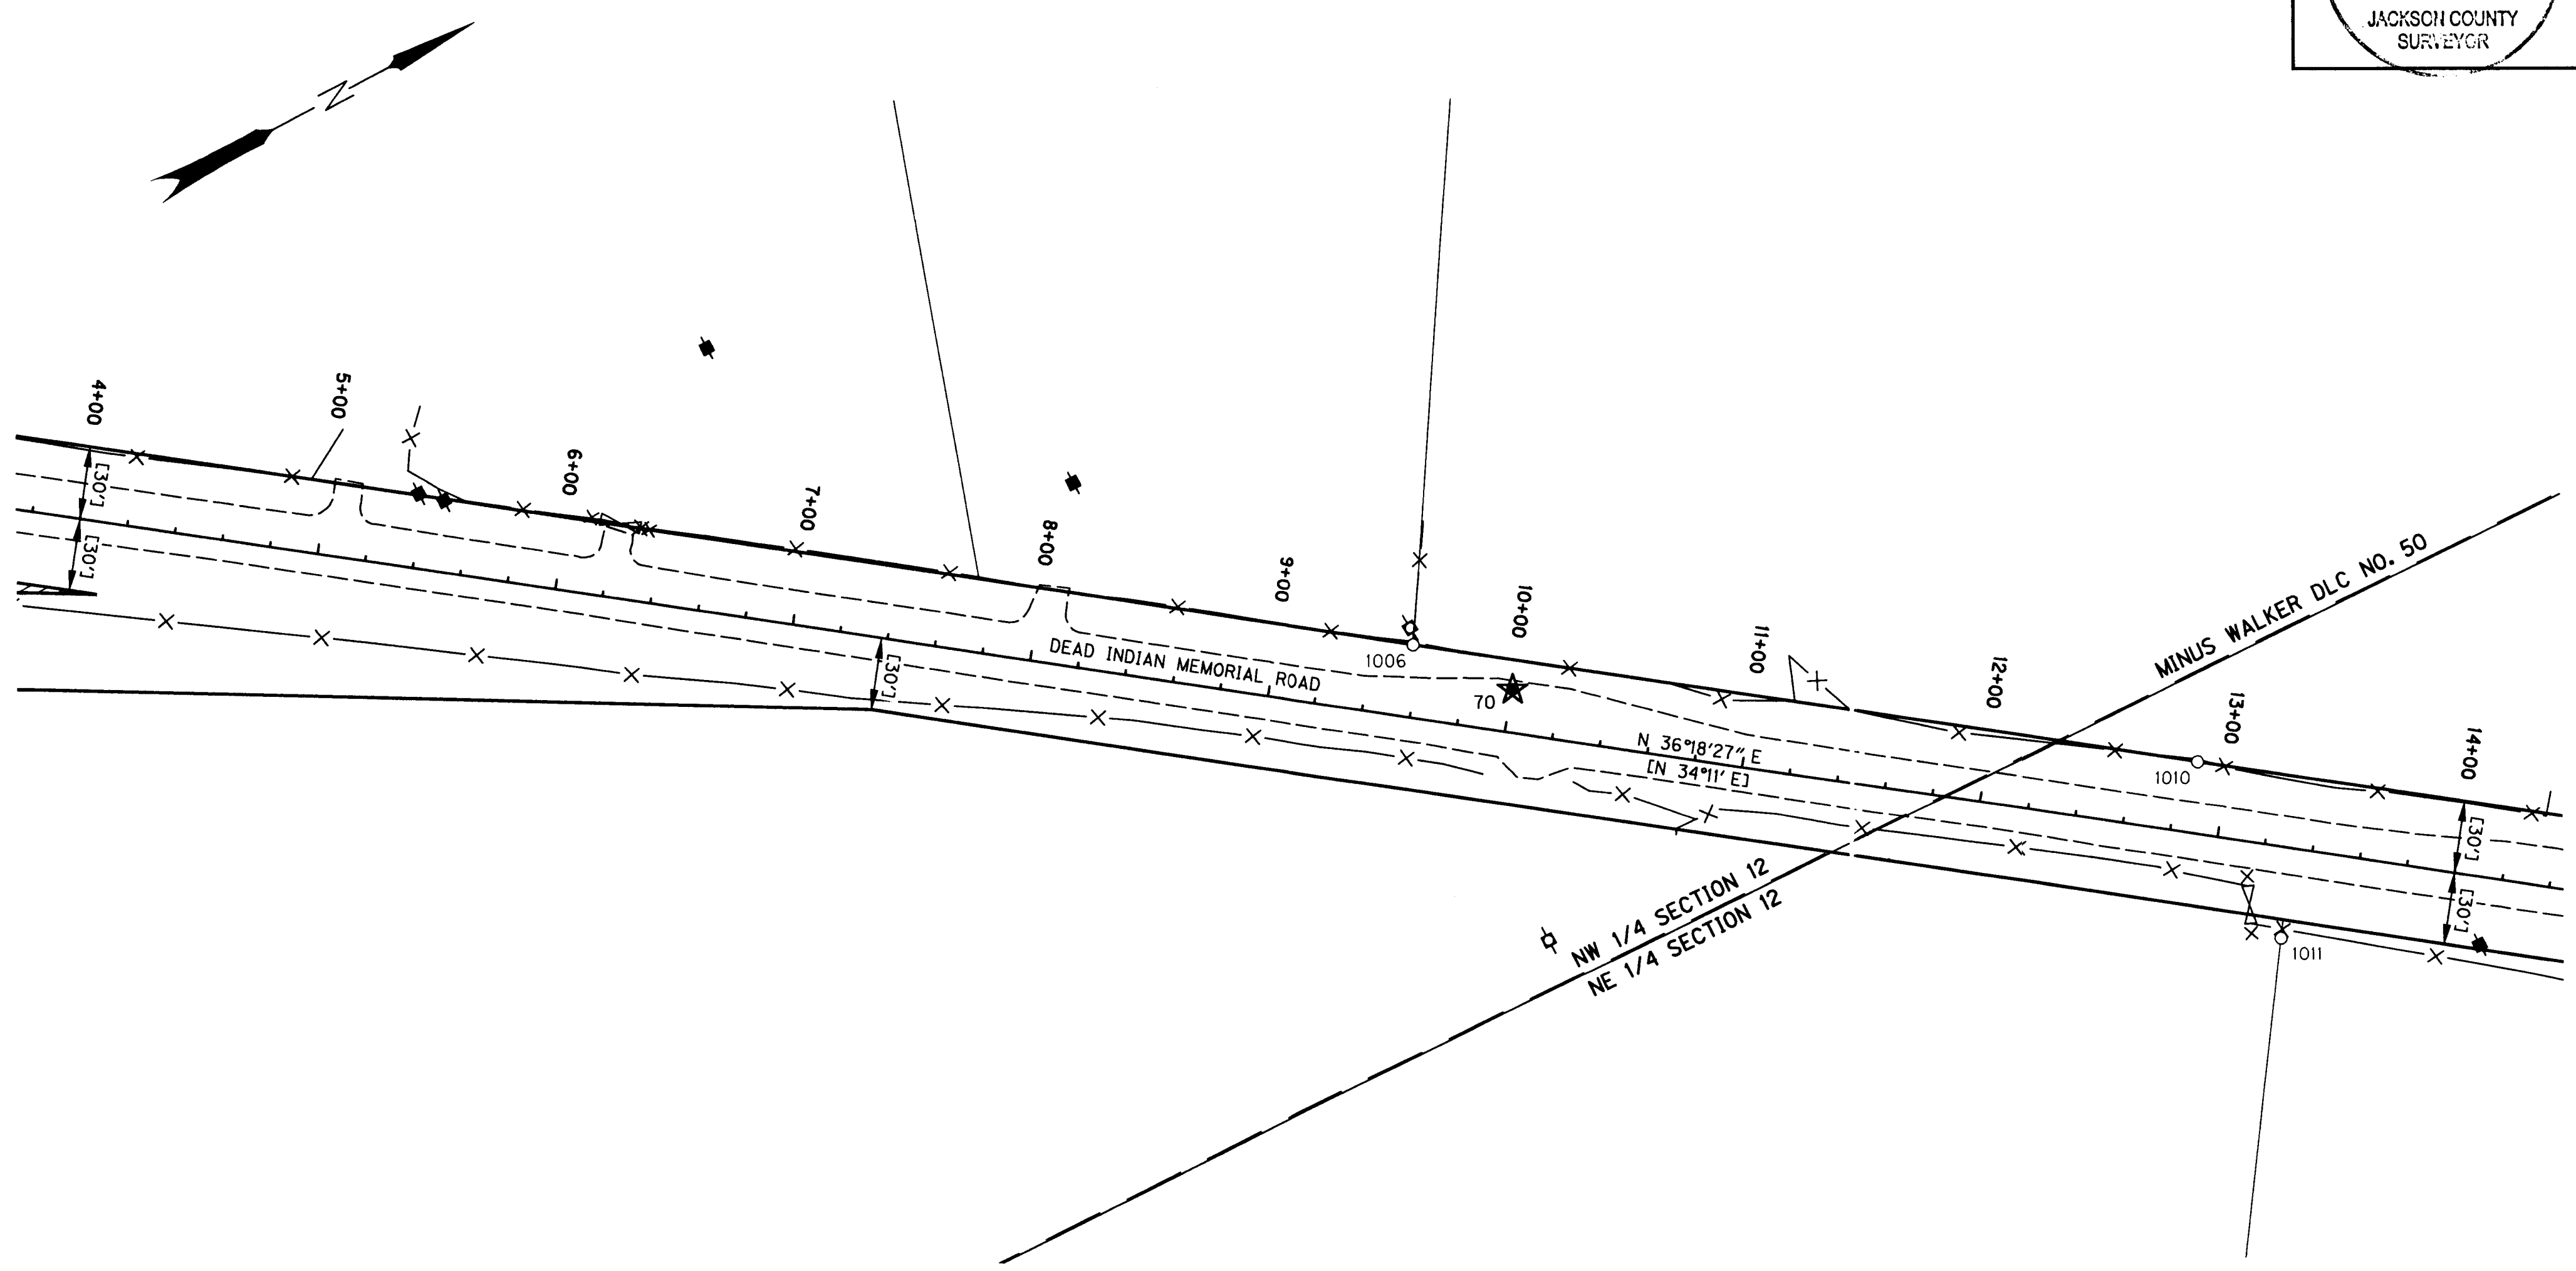 JACKSON COUNTY
SURVEYOR
N
4+00
5+00
6+00
7+00
8+00
9+00
10+00
11+00
12+00
13+00
14+00
[30']
[30']
[30']
[30']
[30']
DEAD INDIAN MEMORIAL ROAD
1006
70
N 36°18'27" E
[N 34°11' E]
MINUS WALKER DLC NO. 50
1010
1011
NW 1/4 SECTION 12
NE 1/4 SECTION 12